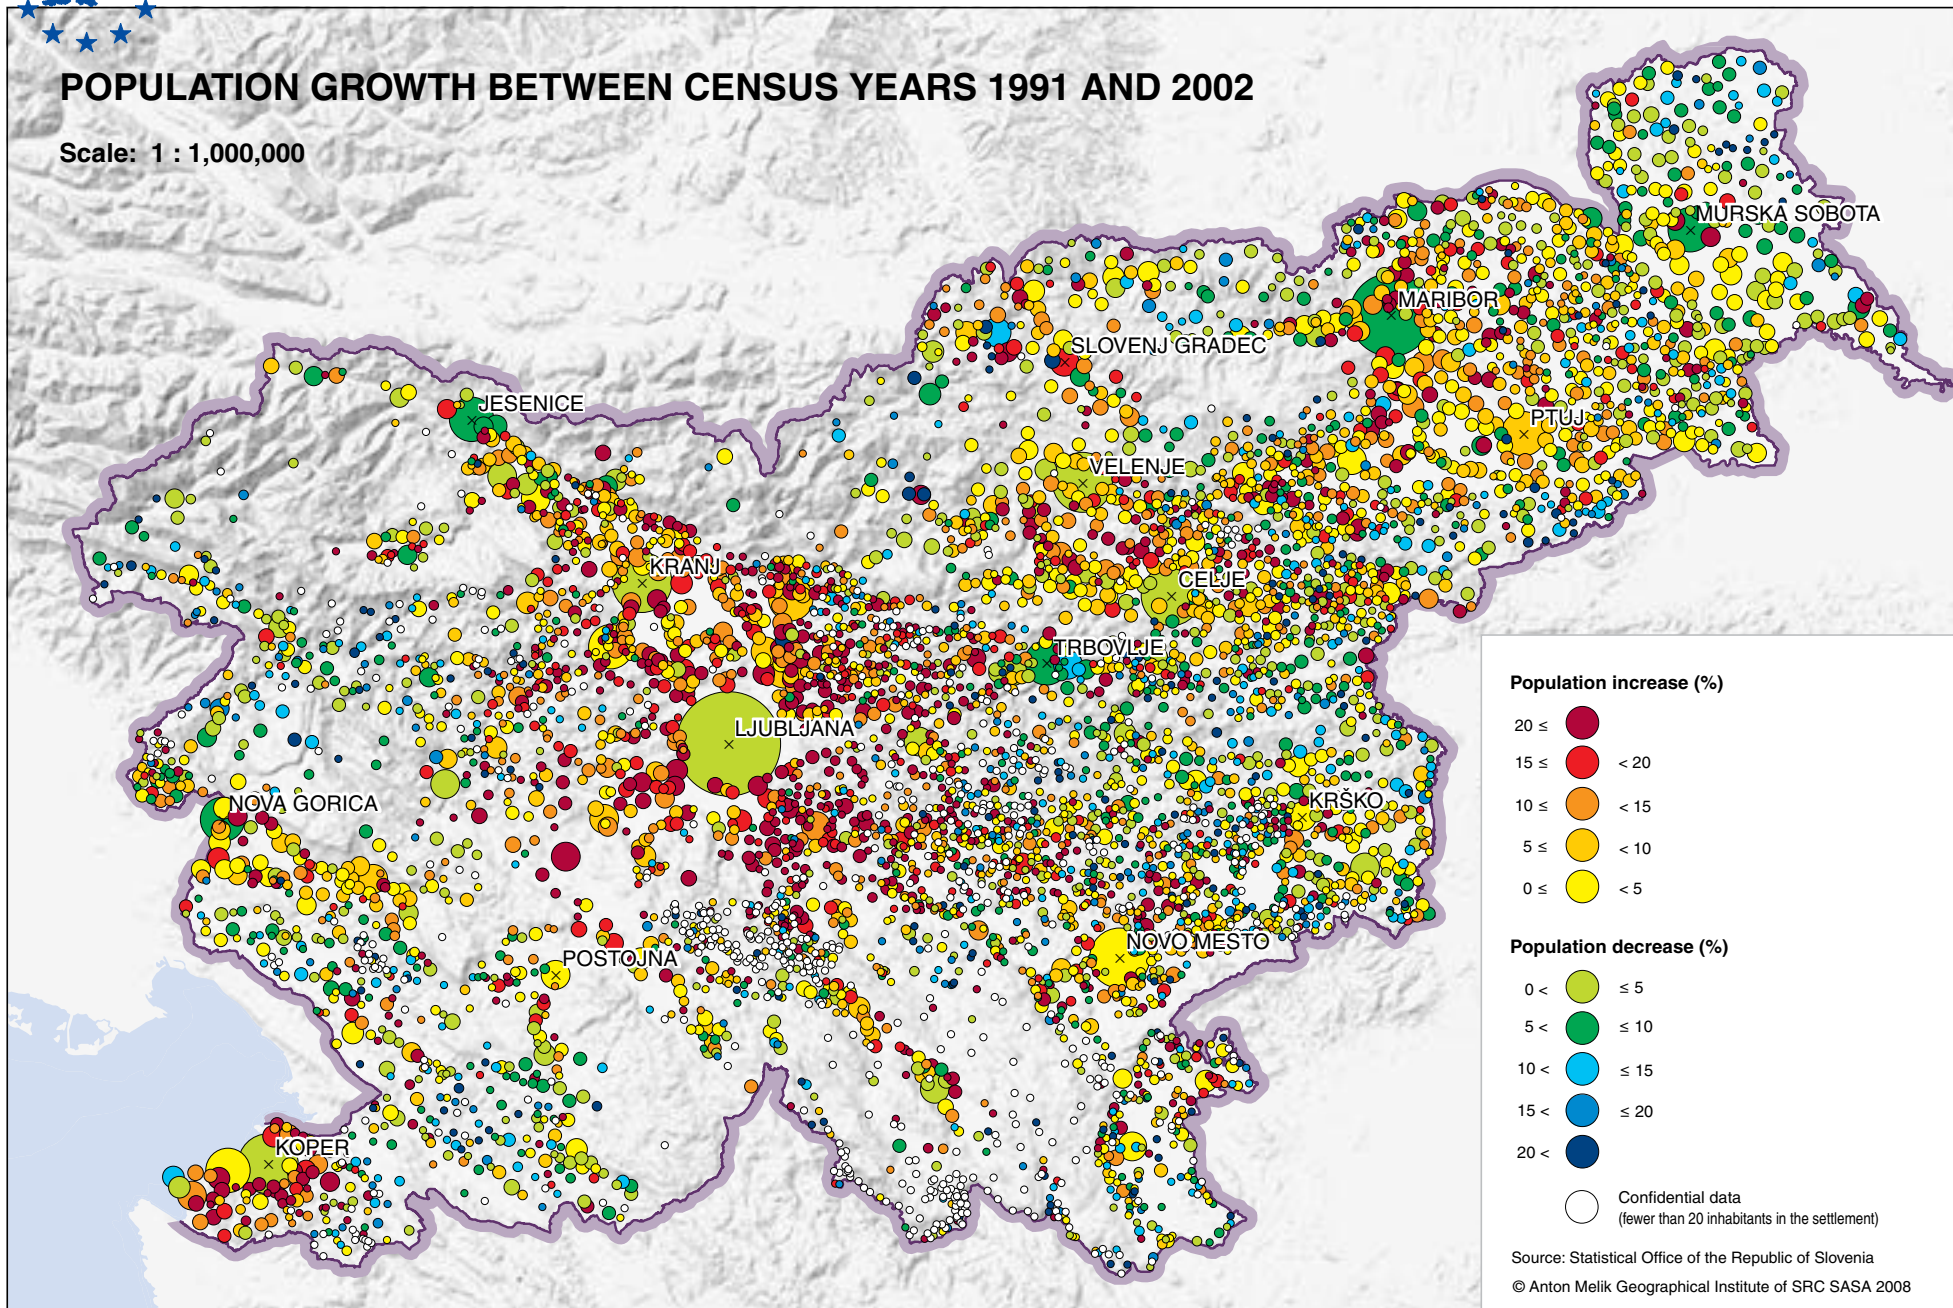 POPULATION GROWTH BETWEEN CENSUS YEARS 1991 AND 2002
Scale: 1 : 1,000,000
MURSKA SOBOTA
MARIBOR
SLOVENJ GRADEC
JESENICE
PTUJ
VELENJE
KRANJ
CELJE
TRBOVLJE
LJUBLJANA
NOVA GORICA
KRŠKO
NOVO MESTO
POSTOJNA
KOPER
Population increase (%)
20 ≤
15 ≤ < 20
10 ≤ < 15
5 ≤ < 10
0 ≤ < 5
Population decrease (%)
0 < ≤ 5
5 < ≤ 10
10 < ≤ 15
15 < ≤ 20
20 <
Confidential data
(fewer than 20 inhabitants in the settlement)
Source: Statistical Office of the Republic of Slovenia
© Anton Melik Geographical Institute of SRC SASA 2008